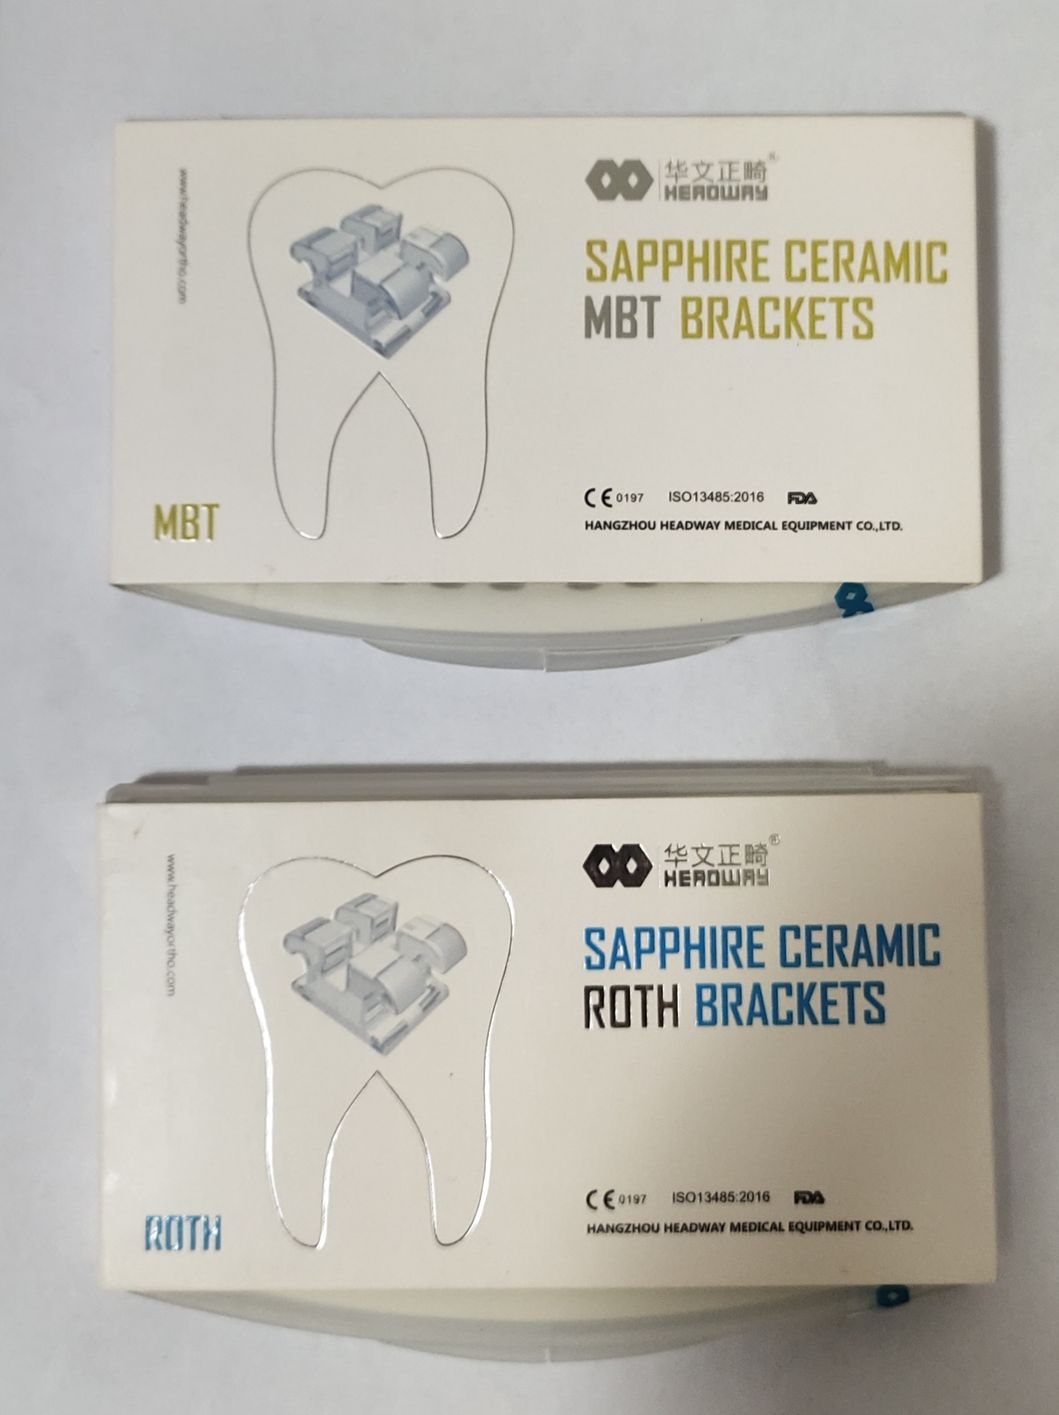 www.headwayortho.com
华文正畸®
HEADWAY
SAPPHIRE CERAMIC
MBT BRACKETS
CE 0197 ISO13485:2016 FDA
HANGZHOU HEADWAY MEDICAL EQUIPMENT CO.,LTD.
MBT
www.headwayortho.com
华文正畸®
HEADWAY
SAPPHIRE CERAMIC
ROTH BRACKETS
CE 0197 ISO13485:2016 FDA
HANGZHOU HEADWAY MEDICAL EQUIPMENT CO.,LTD.
ROTH